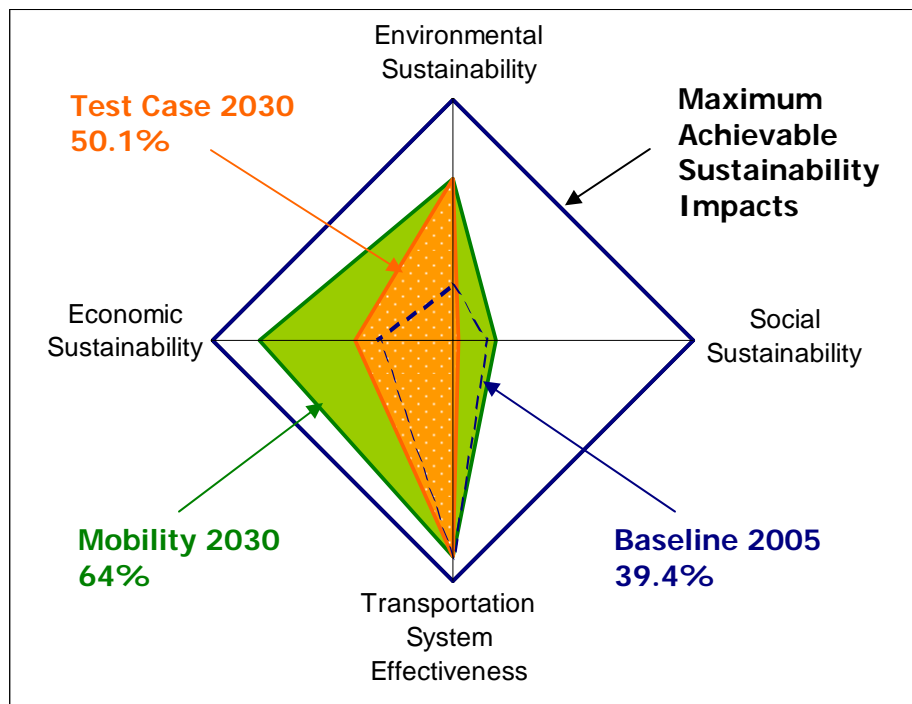 Environmental
Sustainability
Test Case 2030
50.1%
Maximum
Achievable
Sustainability
Impacts
Economic
Sustainability
Social
Sustainability
Mobility 2030
64%
Baseline 2005
39.4%
Transportation
System
Effectiveness